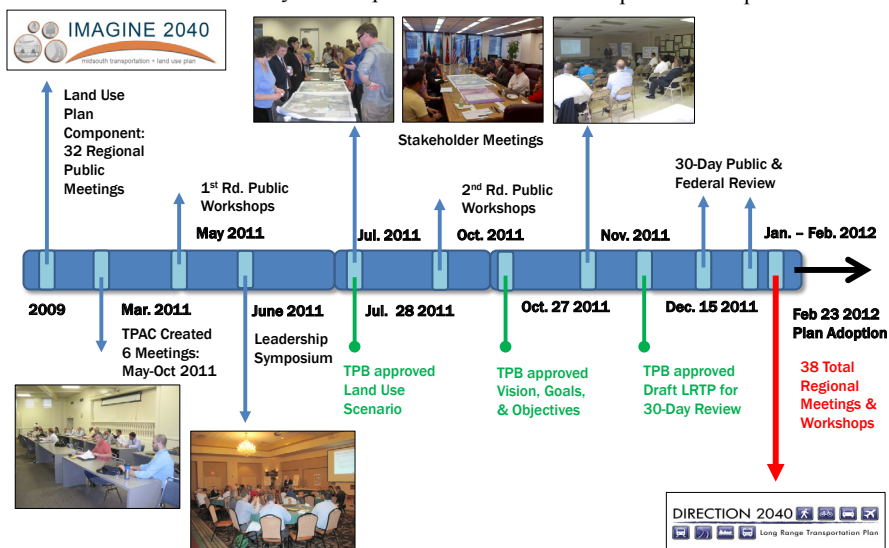 IMAGINE 2040
midsouth transportation + land use plan
Land Use
Plan
Component:
32 Regional
Public
Meetings
1st Rd. Public
Workshops
May 2011
Stakeholder Meetings
Jul. 2011
2nd Rd. Public
Workshops
Oct. 2011
Nov. 2011
30-Day Public &
Federal Review
Jan. – Feb. 2012
2009
Mar. 2011
TPAC Created
6 Meetings:
May-Oct 2011
June 2011
Leadership
Symposium
Jul. 28 2011
TPB approved
Land Use
Scenario
Oct. 27 2011
TPB approved
Vision, Goals,
& Objectives
Dec. 15 2011
TPB approved
Draft LRTP for
30-Day Review
Feb 23 2012
Plan Adoption
38 Total
Regional
Meetings &
Workshops
DIRECTION 2040
Long Range Transportation Plan